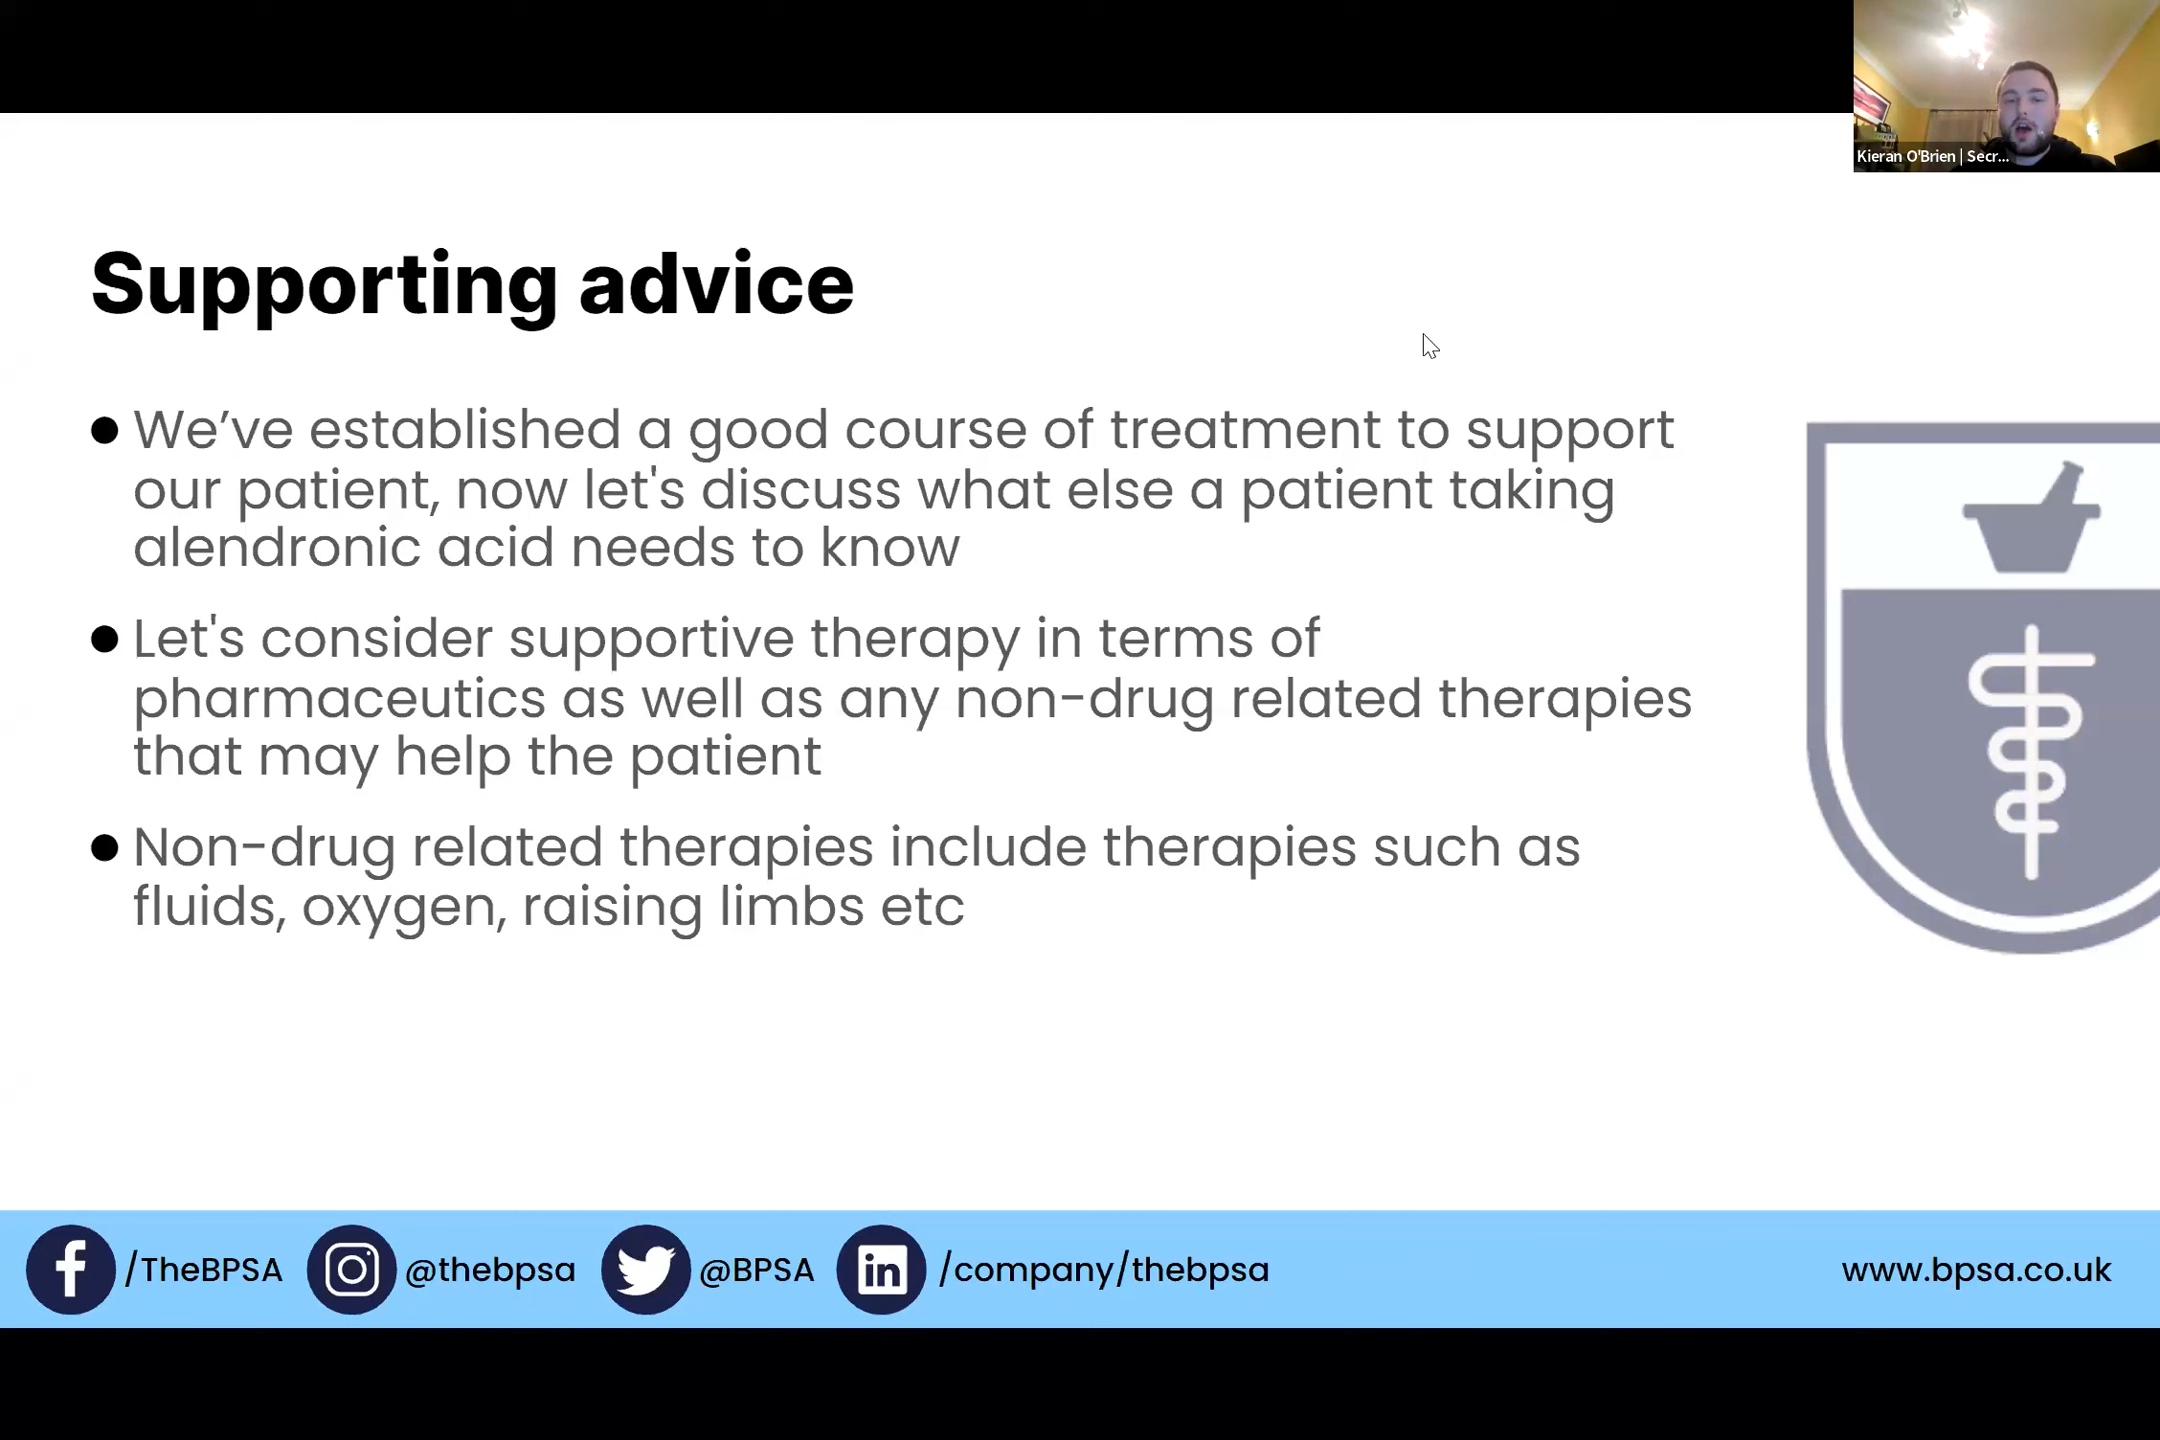 Kieran O'Brien | Secr...
Supporting advice
● We’ve established a good course of treatment to support
our patient, now let's discuss what else a patient taking
alendronic acid needs to know
● Let's consider supportive therapy in terms of
pharmaceutics as well as any non-drug related therapies
that may help the patient
● Non-drug related therapies include therapies such as
fluids, oxygen, raising limbs etc
/TheBPSA @thebpsa @BPSA /company/thebpsa www.bpsa.co.uk